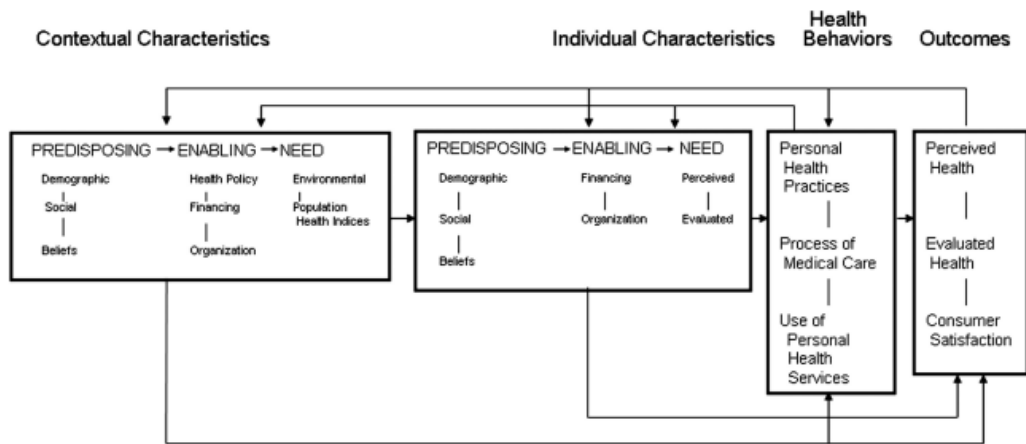 Contextual Characteristics
Individual Characteristics
Health
Behaviors
Outcomes
PREDISPOSING
ENABLING
NEED
Demographic
Social
Beliefs
Health Policy
Financing
Organization
Environmental
Population
Health Indices
PREDISPOSING
ENABLING
NEED
Demographic
Social
Beliefs
Financing
Organization
Perceived
Evaluated
Personal
Health
Practices
Process of
Medical Care
Use of
Personal
Health
Services
Perceived
Health
Evaluated
Health
Consumer
Satisfaction